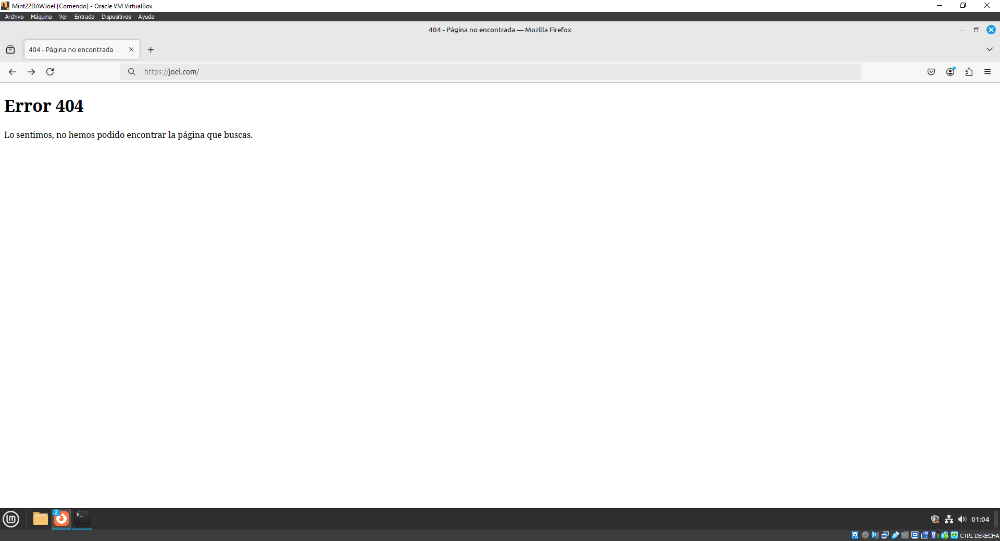 Mint22DAWJoel [Corriendo] - Oracle VM VirtualBox
Archivo Máquina Ver Entrada Dispositivos Ayuda
404 - Página no encontrada — Mozilla Firefox
404 - Página no encontrada
https://joel.com/
Error 404
Lo sentimos, no hemos podido encontrar la página que buscas.
2
$_
01:04
CTRL DERECHA